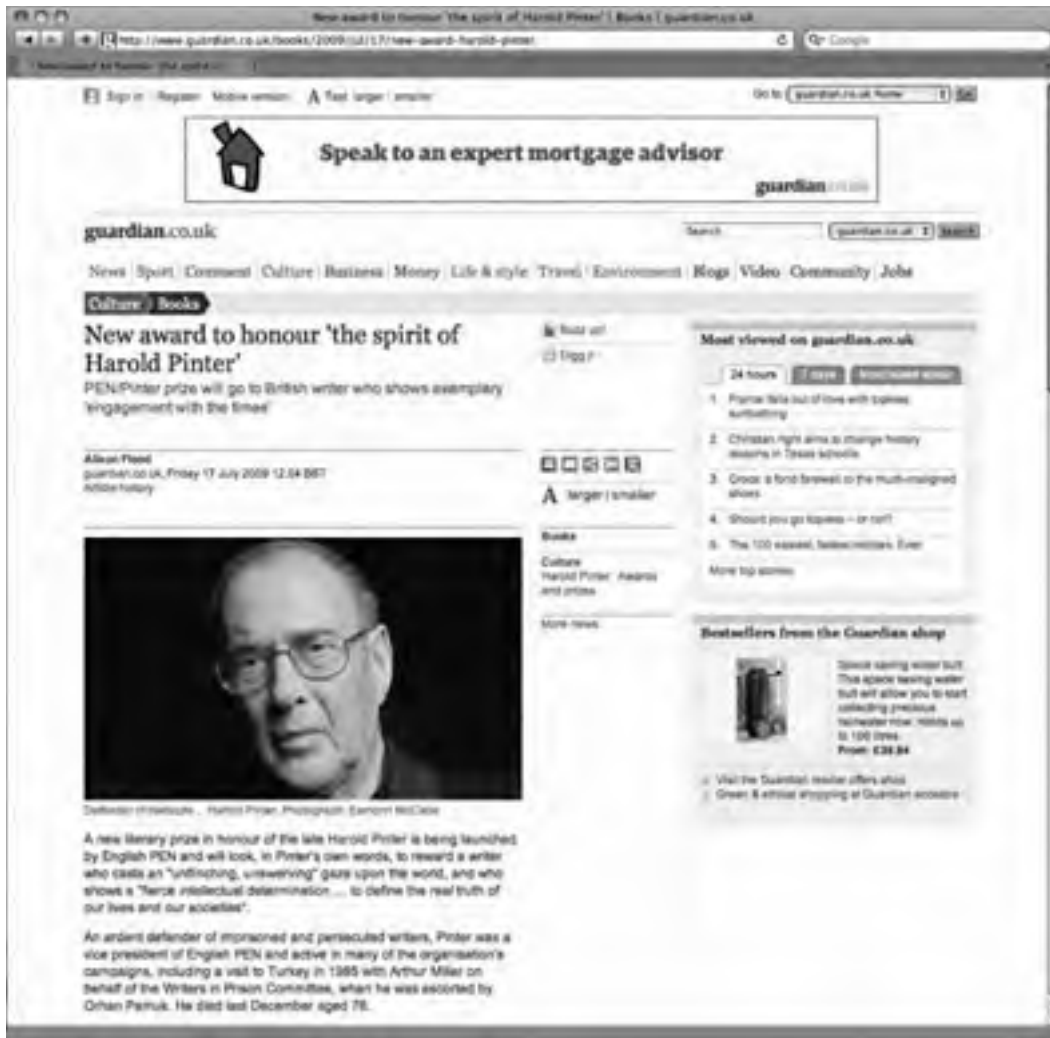 New award to honour 'the spirit of Harold Pinter' | Books | guardian.co.uk
http://www.guardian.co.uk/books/2009/jul/17/new-award-harold-pinter
Google
Sign in Register Mobile version A Text larger smaller
Go to: guardian.co.uk home Go
Speak to an expert mortgage advisor
guardian.co.uk
guardian.co.uk
Search guardian.co.uk Search
News Sport Comment Culture Business Money Life & style Travel Environment Blogs Video Community Jobs
Culture Books
New award to honour 'the spirit of
Harold Pinter'
PEN/Pinter prize will go to British writer who shows exemplary
'engagement with the times'
Alison Flood
guardian.co.uk, Friday 17 July 2009 12.04 BST
Article history
Harold Pinter. Photograph: Eamonn McCabe
A new literary prize in honour of the late Harold Pinter is being launched
by English PEN and will look, in Pinter's own words, to reward a writer
who casts an "unflinching, unswerving" gaze upon the world, and who
shows a "fierce intellectual determination ... to define the real truth of
our lives and our societies".
An ardent defender of imprisoned and persecuted writers, Pinter was a
vice president of English PEN and active in many of the organisation's
campaigns, including a visit to Turkey in 1985 with Arthur Miller on
behalf of the Writers in Prison Committee, when he was escorted by
Orhan Pamuk. He died last December aged 78.
Buzz up!
Digg it
A larger | smaller
Books
Culture
Harold Pinter Awards
and prizes
More news
Most viewed on guardian.co.uk
24 hours
1. France falls out of love with topless
sunbathing
2. Christian right aims to change history
lessons in Texas schools
3. Crocs: a fond farewell to the much-maligned
shoes
4. Should you go topless – or not?
5. The 100 Ever
More top stories
Bestsellers from the Guardian shop
Space saving water butt
This space saving water
butt will allow you to start
collecting precious
rainwater now. Holds up
to 100 litres.
From: £39.94
Visit the Guardian reader offers shop
Green & ethical shopping at Guardian ecostore